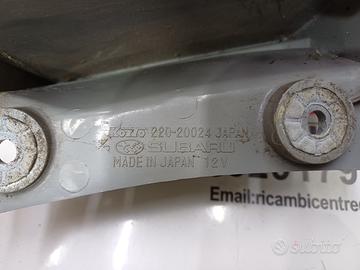 KOITO 220-20024 JAPAN
SUBARU
MADE IN JAPAN 12V
Email:ricambicentre
subito